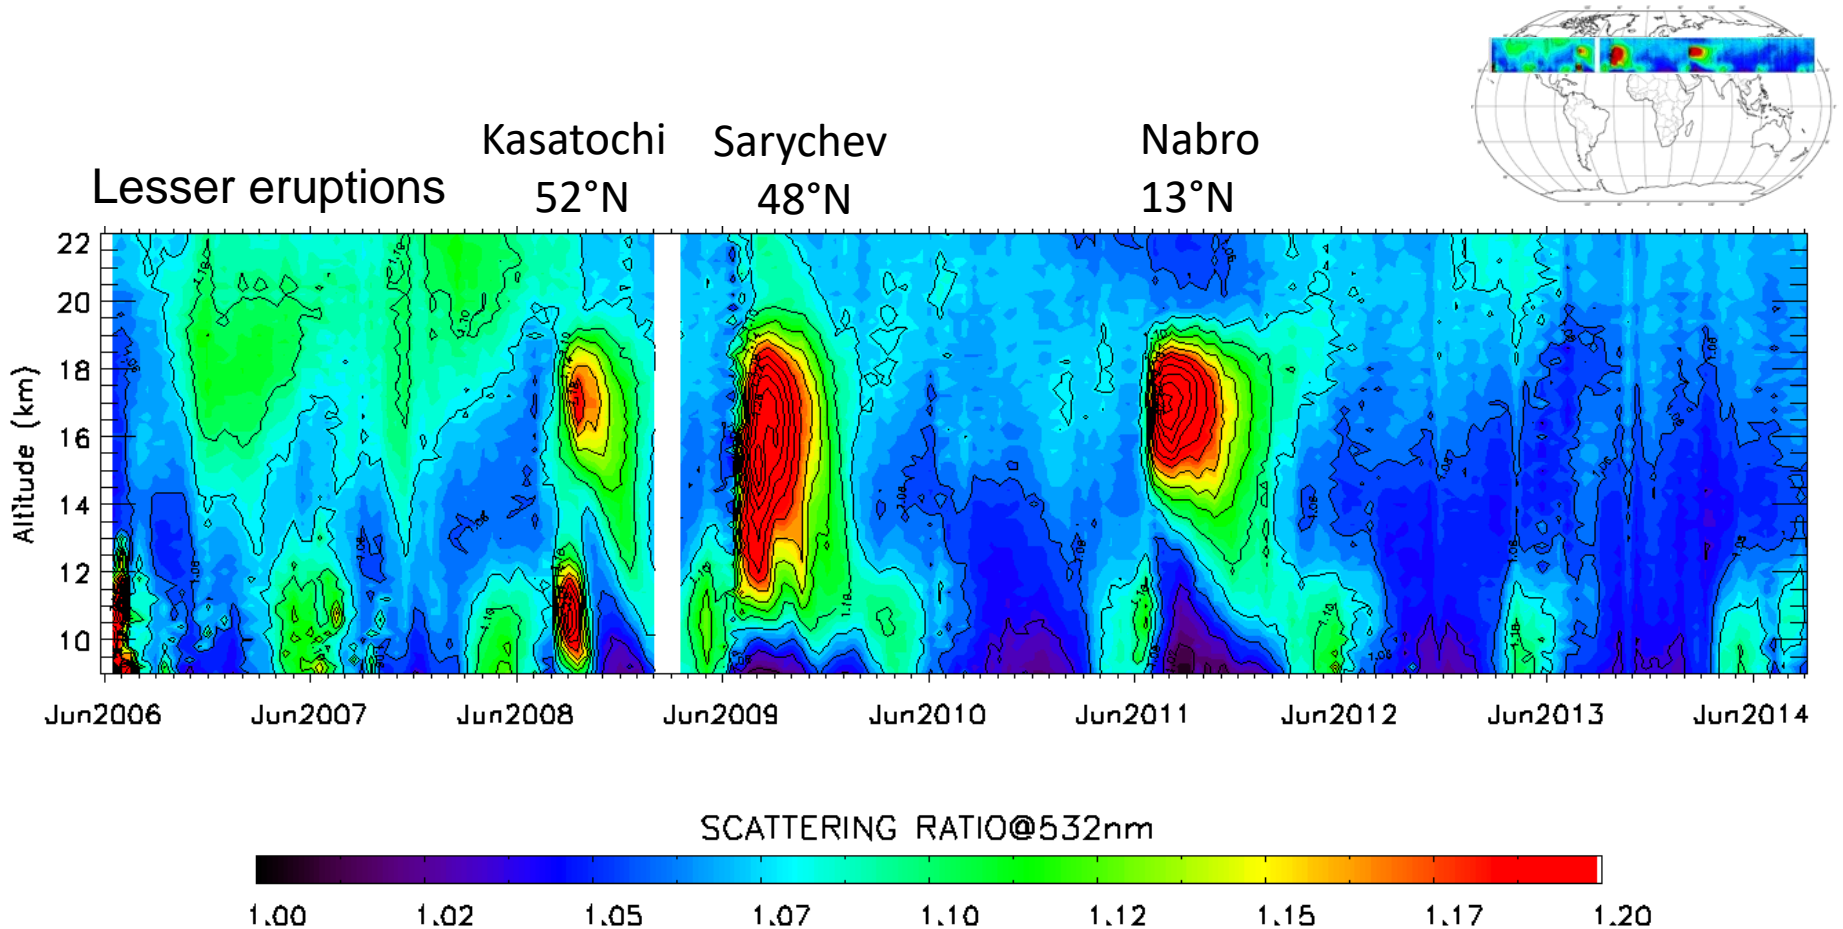 Kasatochi Sarychev Nabro
Lesser eruptions 52°N 48°N 13°N
22
20
18
16
14
12
10
Altitude (km)
Jun2006 Jun2007 Jun2008 Jun2009 Jun2010 Jun2011 Jun2012 Jun2013 Jun2014
SCATTERING RATIO@532nm
1.00 1.02 1.05 1.07 1.10 1.12 1.15 1.17 1.20